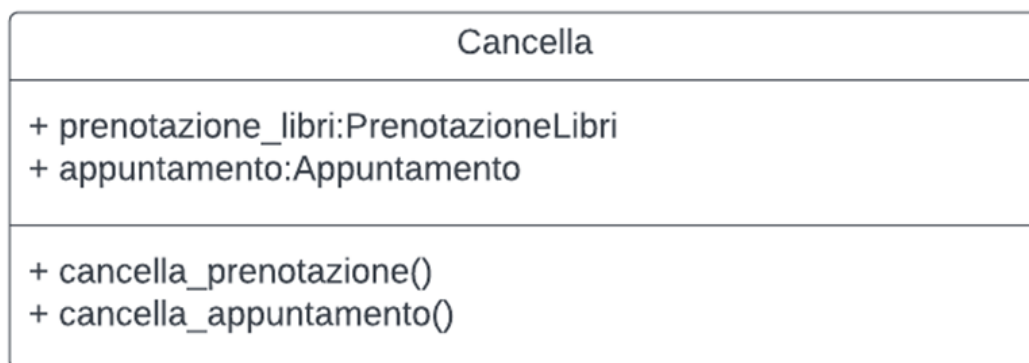 Cancella
+ prenotazione_libri:PrenotazioneLibri
+ appuntamento:Appuntamento
+ cancella_prenotazione()
+ cancella_appuntamento()